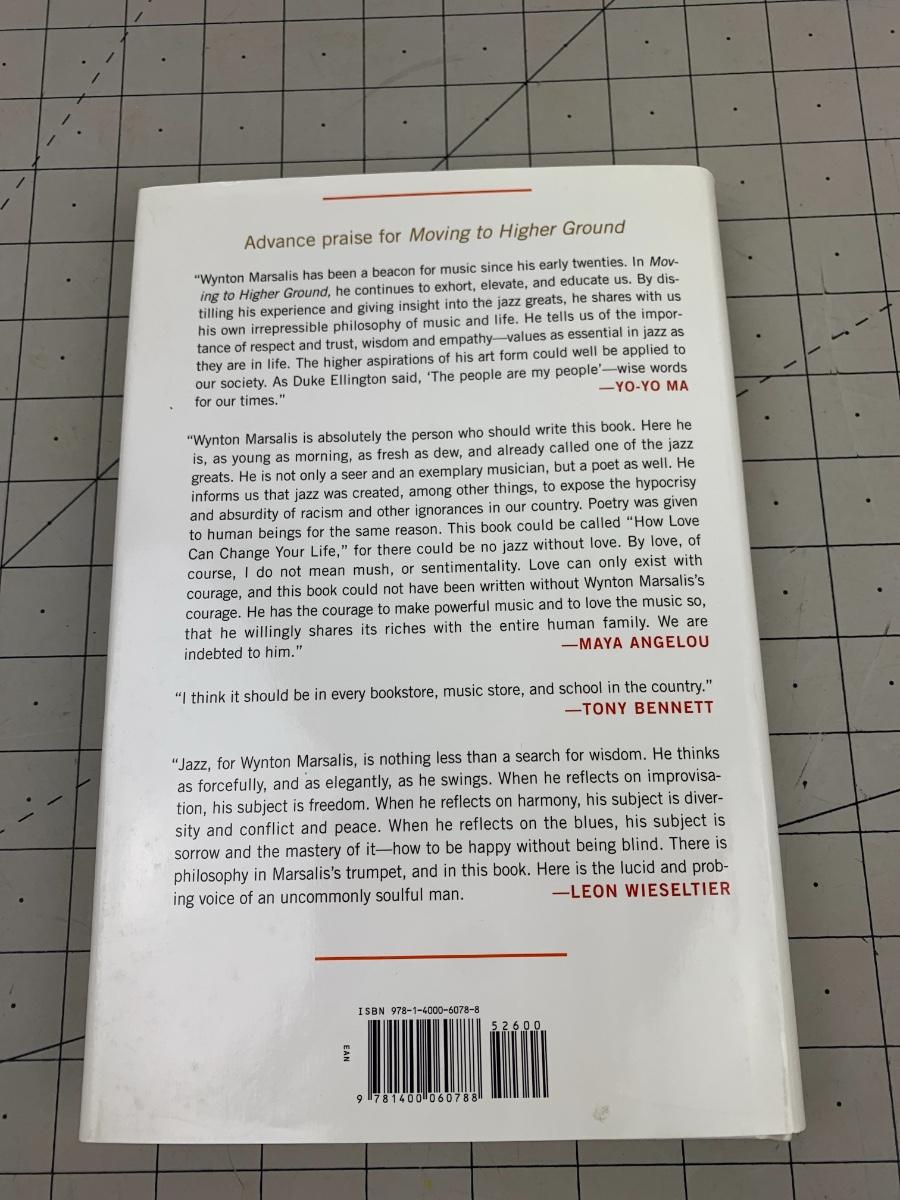 Advance praise for Moving to Higher Ground
“Wynton Marsalis has been a beacon for music since his early twenties. In Mov-
ing to Higher Ground, he continues to exhort, elevate, and educate us. By dis-
tilling his experience and giving insight into the jazz greats, he shares with us
his own irrepressible philosophy of music and life. He tells us of the impor-
tance of respect and trust, wisdom and empathy—values as essential in jazz as
they are in life. The higher aspirations of his art form could well be applied to
our society. As Duke Ellington said, ‘The people are my people’—wise words
for our times.” —YO-YO MA
“Wynton Marsalis is absolutely the person who should write this book. Here he
is, as young as morning, as fresh as dew, and already called one of the jazz
greats. He is not only a seer and an exemplary musician, but a poet as well. He
informs us that jazz was created, among other things, to expose the hypocrisy
and absurdity of racism and other ignorances in our country. Poetry was given
to human beings for the same reason. This book could be called “How Love
Can Change Your Life,” for there could be no jazz without love. By love, of
course, I do not mean mush, or sentimentality. Love can only exist with
courage, and this book could not have been written without Wynton Marsalis’s
courage. He has the courage to make powerful music and to love the music so,
that he willingly shares its riches with the entire human family. We are
indebted to him.” —MAYA ANGELOU
“I think it should be in every bookstore, music store, and school in the country.”
—TONY BENNETT
“Jazz, for Wynton Marsalis, is nothing less than a search for wisdom. He thinks
as forcefully, and as elegantly, as he swings. When he reflects on improvisa-
tion, his subject is freedom. When he reflects on harmony, his subject is diver-
sity and conflict and peace. When he reflects on the blues, his subject is
sorrow and the mastery of it—how to be happy without being blind. There is
philosophy in Marsalis’s trumpet, and in this book. Here is the lucid and prob-
ing voice of an uncommonly soulful man. —LEON WIESELTIER
ISBN 978-1-4000-6078-8
52600
EAN
9 781400 060788